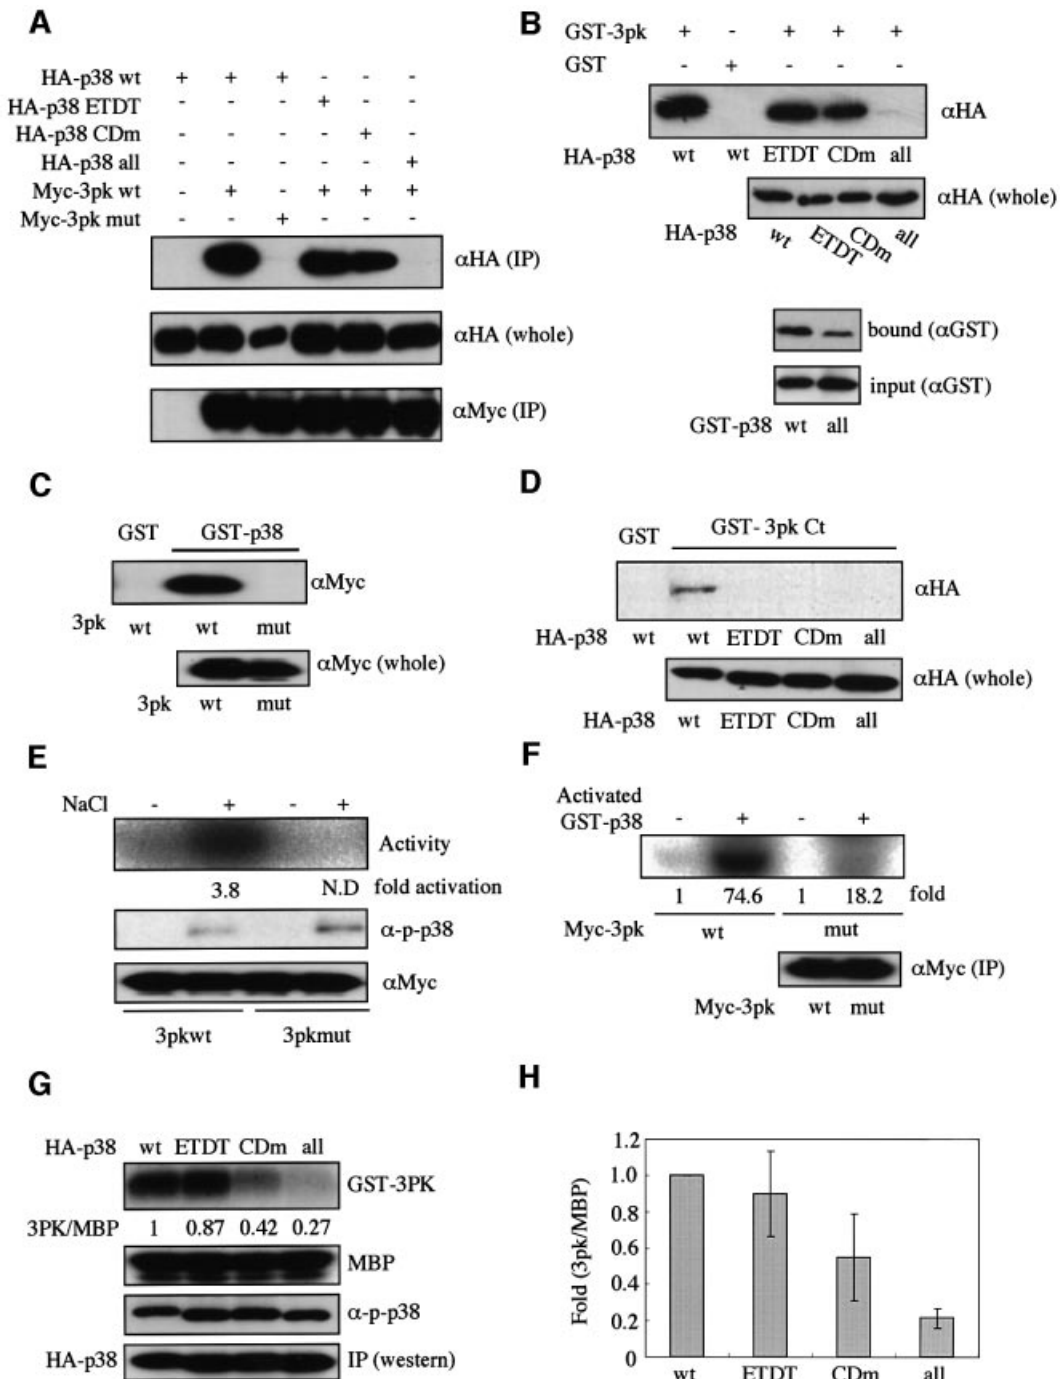 A
HA-p38 wt + + + - - -
HA-p38 ETDT - - - + - -
HA-p38 CDm - - - - + -
HA-p38 all - - - - - +
Myc-3pk wt - + - + + +
Myc-3pk mut - - + - - -
αHA (IP)
αHA (whole)
αMyc (IP)
B
GST-3pk + - + + +
GST - + - - -
αHA
HA-p38 wt wt ETDT CDm all
αHA (whole)
HA-p38 wt ETDT CDm all
bound (αGST)
input (αGST)
GST-p38 wt all
C
GST GST-p38
αMyc
3pk wt wt mut
αMyc (whole)
3pk wt mut
D
GST GST- 3pk Ct
αHA
HA-p38 wt wt ETDT CDm all
αHA (whole)
HA-p38 wt ETDT CDm all
E
NaCl - + - +
Activity
3.8 N.D fold activation
α-p-p38
αMyc
3pkwt 3pkmut
F
Activated
GST-p38 - + - +
1 74.6 1 18.2 fold
Myc-3pk wt mut
αMyc (IP)
Myc-3pk wt mut
G
HA-p38 wt ETDT CDm all
GST-3PK
3PK/MBP 1 0.87 0.42 0.27
MBP
α-p-p38
HA-p38 IP (western)
H
Fold (3pk/MBP)
1.2
1.0
0.8
0.6
0.4
0.2
0
wt ETDT CDm all